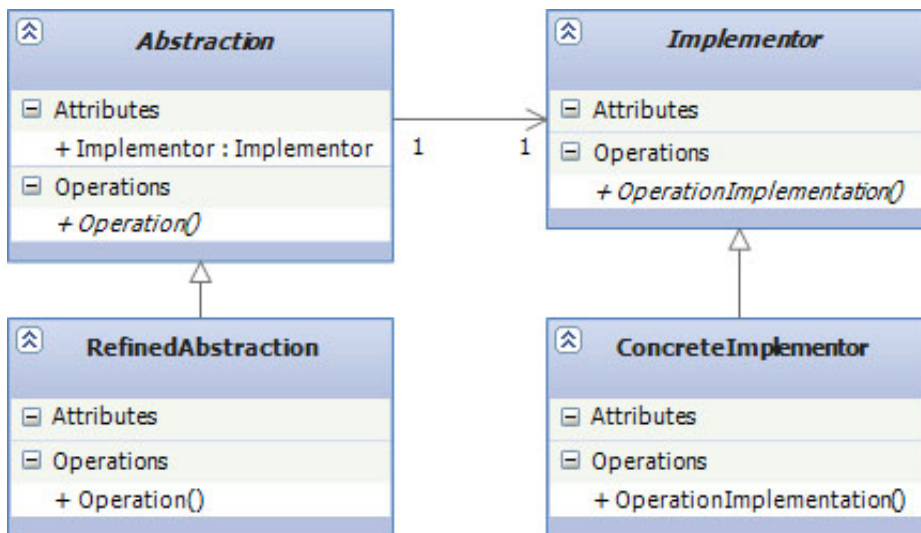 Abstraction
Attributes
+ Implementor : Implementor
Operations
+ Operation()
1
1
Implementor
Attributes
Operations
+ OperationImplementation()
RefinedAbstraction
Attributes
Operations
+ Operation()
ConcreteImplementor
Attributes
Operations
+ OperationImplementation()